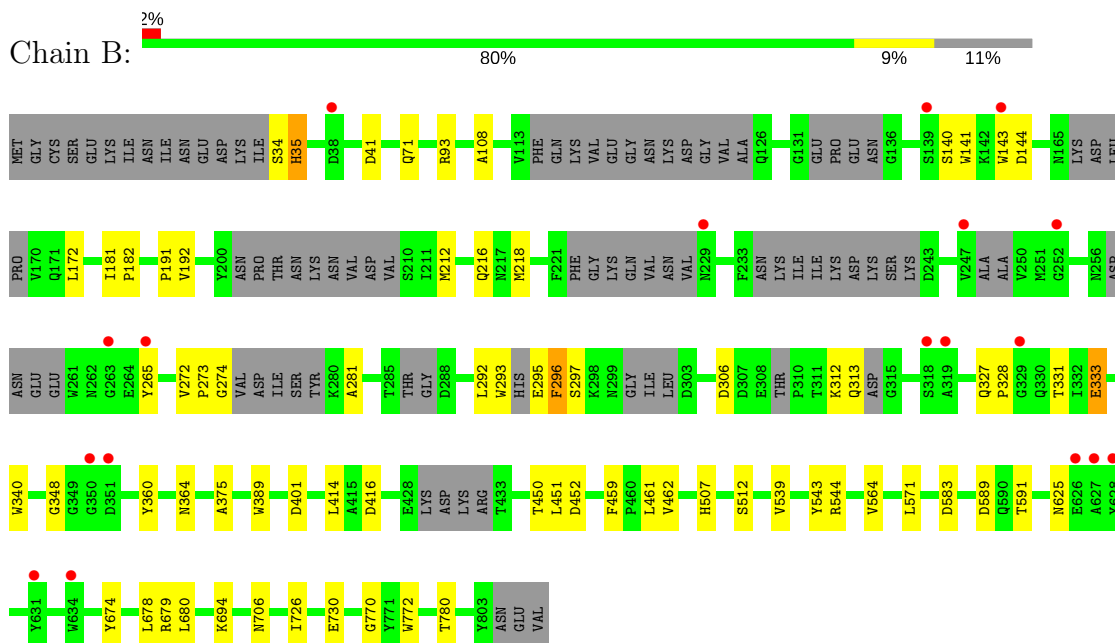 2%
Chain B:
80% 9% 11%
MET GLY CYS SER GLU LYS ILE ASN ILE ASN GLU ASP LYS ILE S34 H35 D38 D41 Q71 R93 A108 V113 PHE GLN LYS VAL GLU GLY ASN LYS ASP GLY VAL ALA Q126 G131 GLU PRO GLU ASN G136 S139 S140 W141 K142 W143 D144 N165 LYS ASP LEU
PRO V170 Q171 L172 I181 P182 P191 V192 Y200 ASN PRO THR ASN LYS ASN VAL ASP VAL S210 I211 M212 Q216 N217 M218 F221 PHE GLY LYS GLN VAL ASN VAL N229 F233 ASN LYS ILE ILE LYS ASP LYS SER LYS D243 V247 ALA ALA V250 M251 G252 N256 ASP
ASN GLU GLU W261 N262 G263 E264 Y265 V272 P273 G274 VAL ASP ILE SER TYR K280 A281 T285 THR GLY D288 L292 W293 HIS E295 F296 S297 K298 N299 GLY ILE LEU D303 D306 D307 E308 THR P310 T311 K312 Q313 ASP G315 S318 A319 Q327 P328 G329 Q330 T331 I332 E333
W340 G348 G349 G350 D351 Y360 N364 A375 W389 D401 L414 A415 D416 E428 LYS ASP LYS ARG T433 T450 L451 D452 F459 P460 L461 V462 H507 S512 V539 Y543 R544 V564 L571 D583 D589 Q590 T591 N625 E626 A627 Y628
Y631 W634 Y674 L678 R679 L680 K694 N706 I726 E730 G770 Y771 W772 T780 Y803 ASN GLU VAL